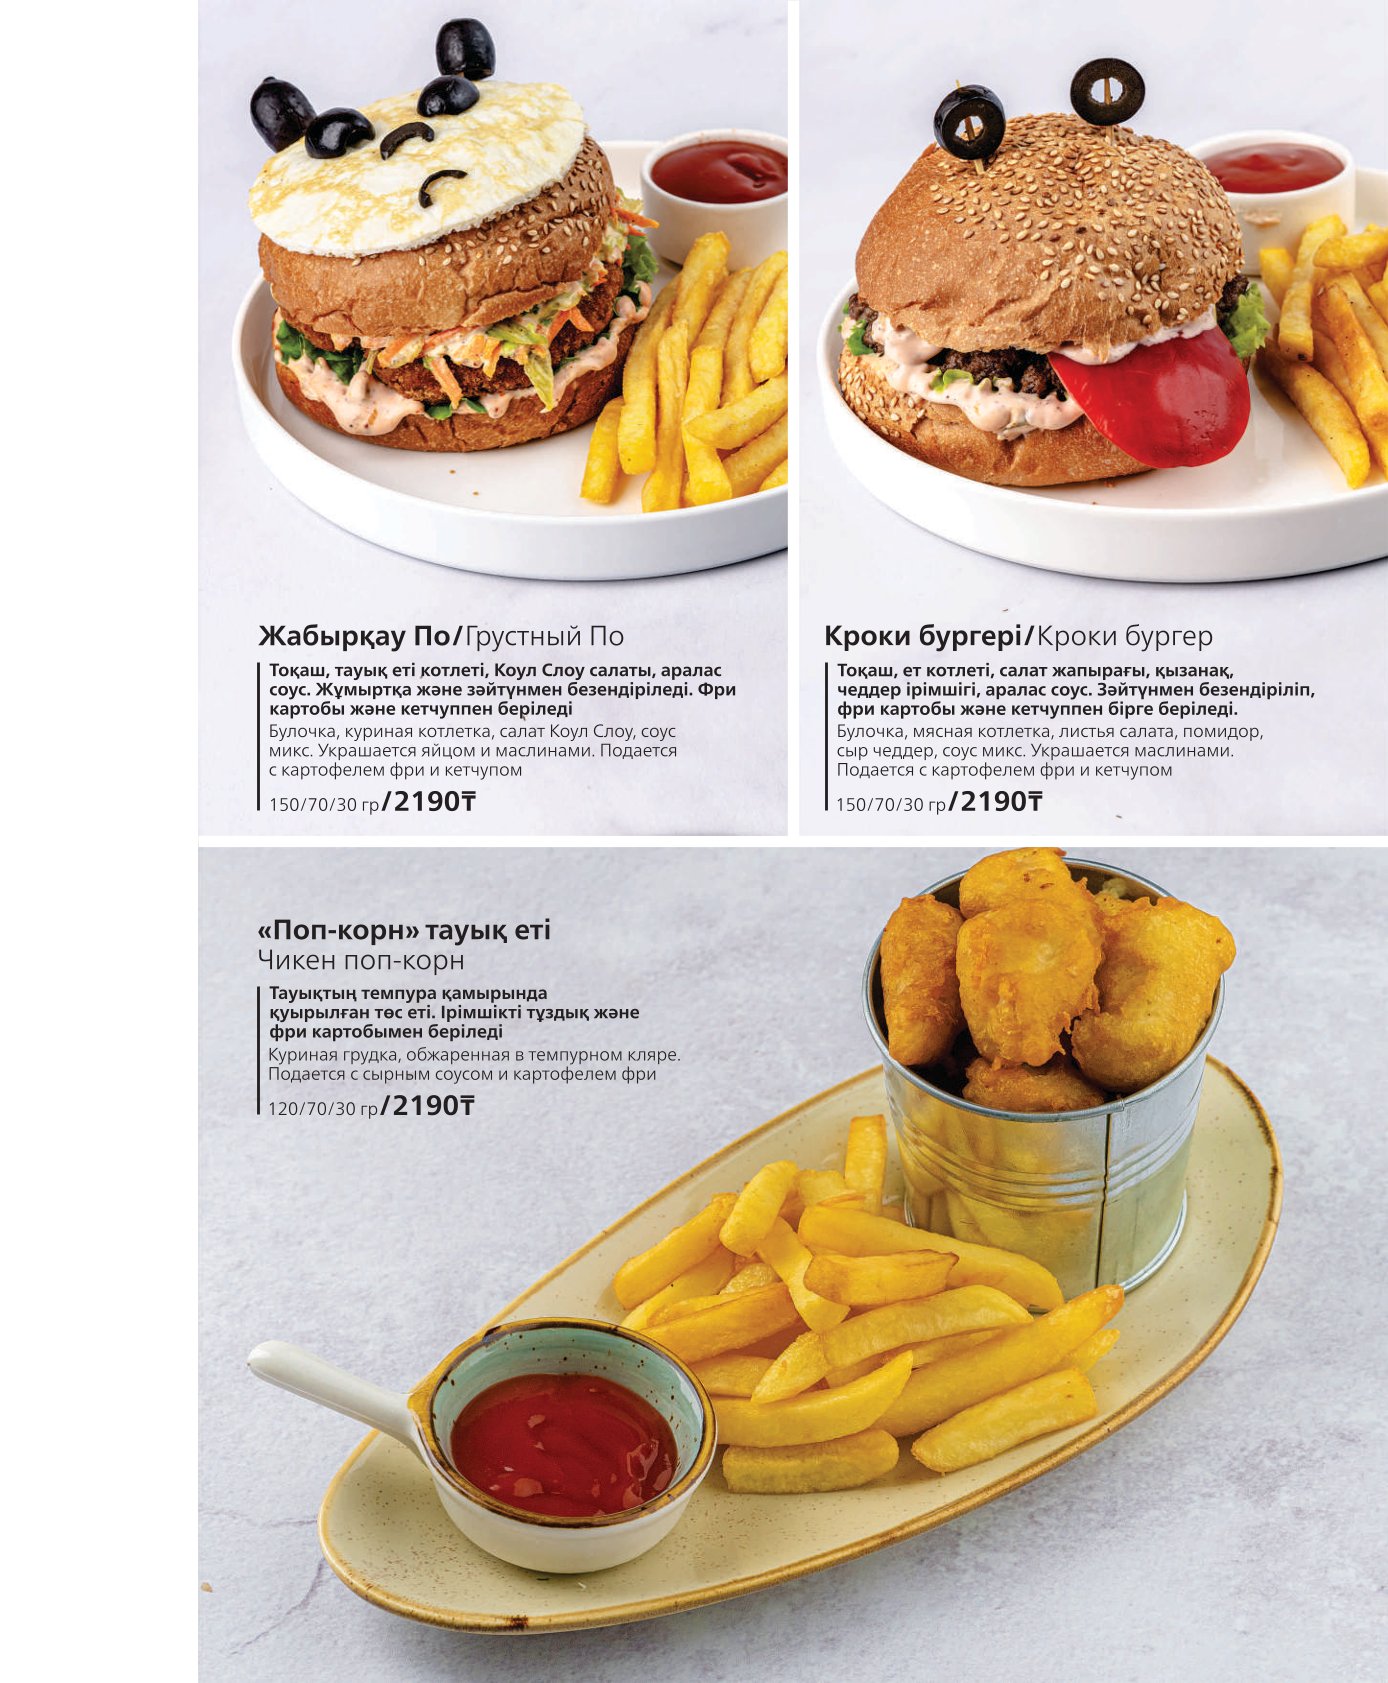 Жабырқау По/Грустный По
Тоқаш, тауық еті котлеті, Коул Слоу салаты, аралас
соус. Жұмыртқа және зәйтүнмен безендіріледі. Фри
картобы және кетчуппен беріледі
Булочка, куриная котлетка, салат Коул Слоу, соус
микс. Украшается яйцом и маслинами. Подается
с картофелем фри и кетчупом
150/70/30 гр/2190₸
Кроки бургері/Кроки бургер
Тоқаш, ет котлеті, салат жапырағы, қызанақ,
чеддер ірімшігі, аралас соус. Зәйтүнмен безендіріліп,
фри картобы және кетчуппен бірге беріледі.
Булочка, мясная котлетка, листья салата, помидор,
сыр чеддер, соус микс. Украшается маслинами.
Подается с картофелем фри и кетчупом
150/70/30 гр/2190₸
«Поп-корн» тауық еті
Чикен поп-корн
Тауықтың темпура қамырында
қуырылған төс еті. Ірімшікті тұздық және
фри картобымен беріледі
Куриная грудка, обжаренная в темпурном кляре.
Подается с сырным соусом и картофелем фри
120/70/30 гр/2190₸